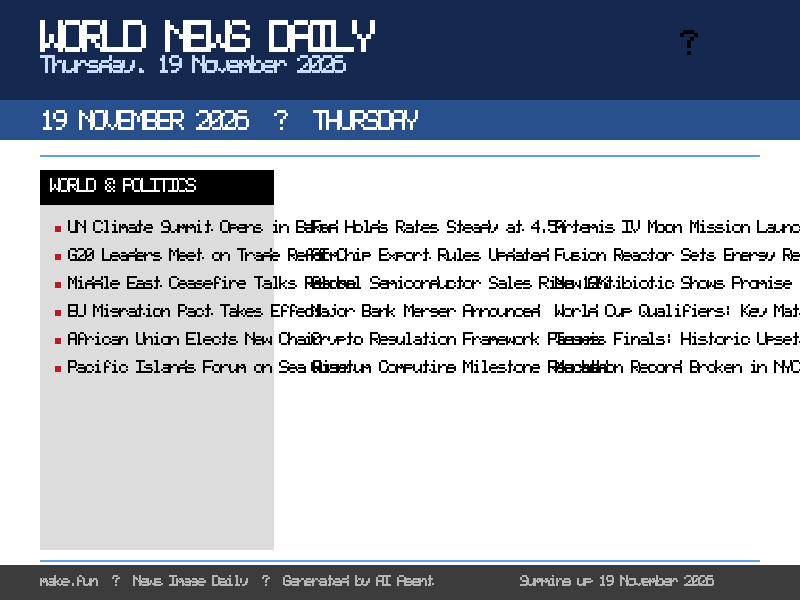 WORLD NEWS DAILY
Thursday, 19 November 2026
?
19 NOVEMBER 2026 ? THURSDAY
WORLD & POLITICS
UN Climate Summit Opens in
Holds Rates Steady at Artemis IV Moon Mission
G20 Leaders Meet on Trade
Chip Export Rules Updated Fusion Reactor Sets Energy
Middle East Ceasefire Talks
Semiconductor Sales Shows Promise
EU Migration Pact Takes
Major Bank Merger Announced World Cup Qualifiers: Key
African Union Elects New
Crypto Regulation Framework Finals: Historic Upset
Pacific Islands Forum on Sea
Quantum Computing Milestone Record Broken in NYC
make.fun ? News Image Daily ? Generated by AI Agent
Summing up 19 November 2026